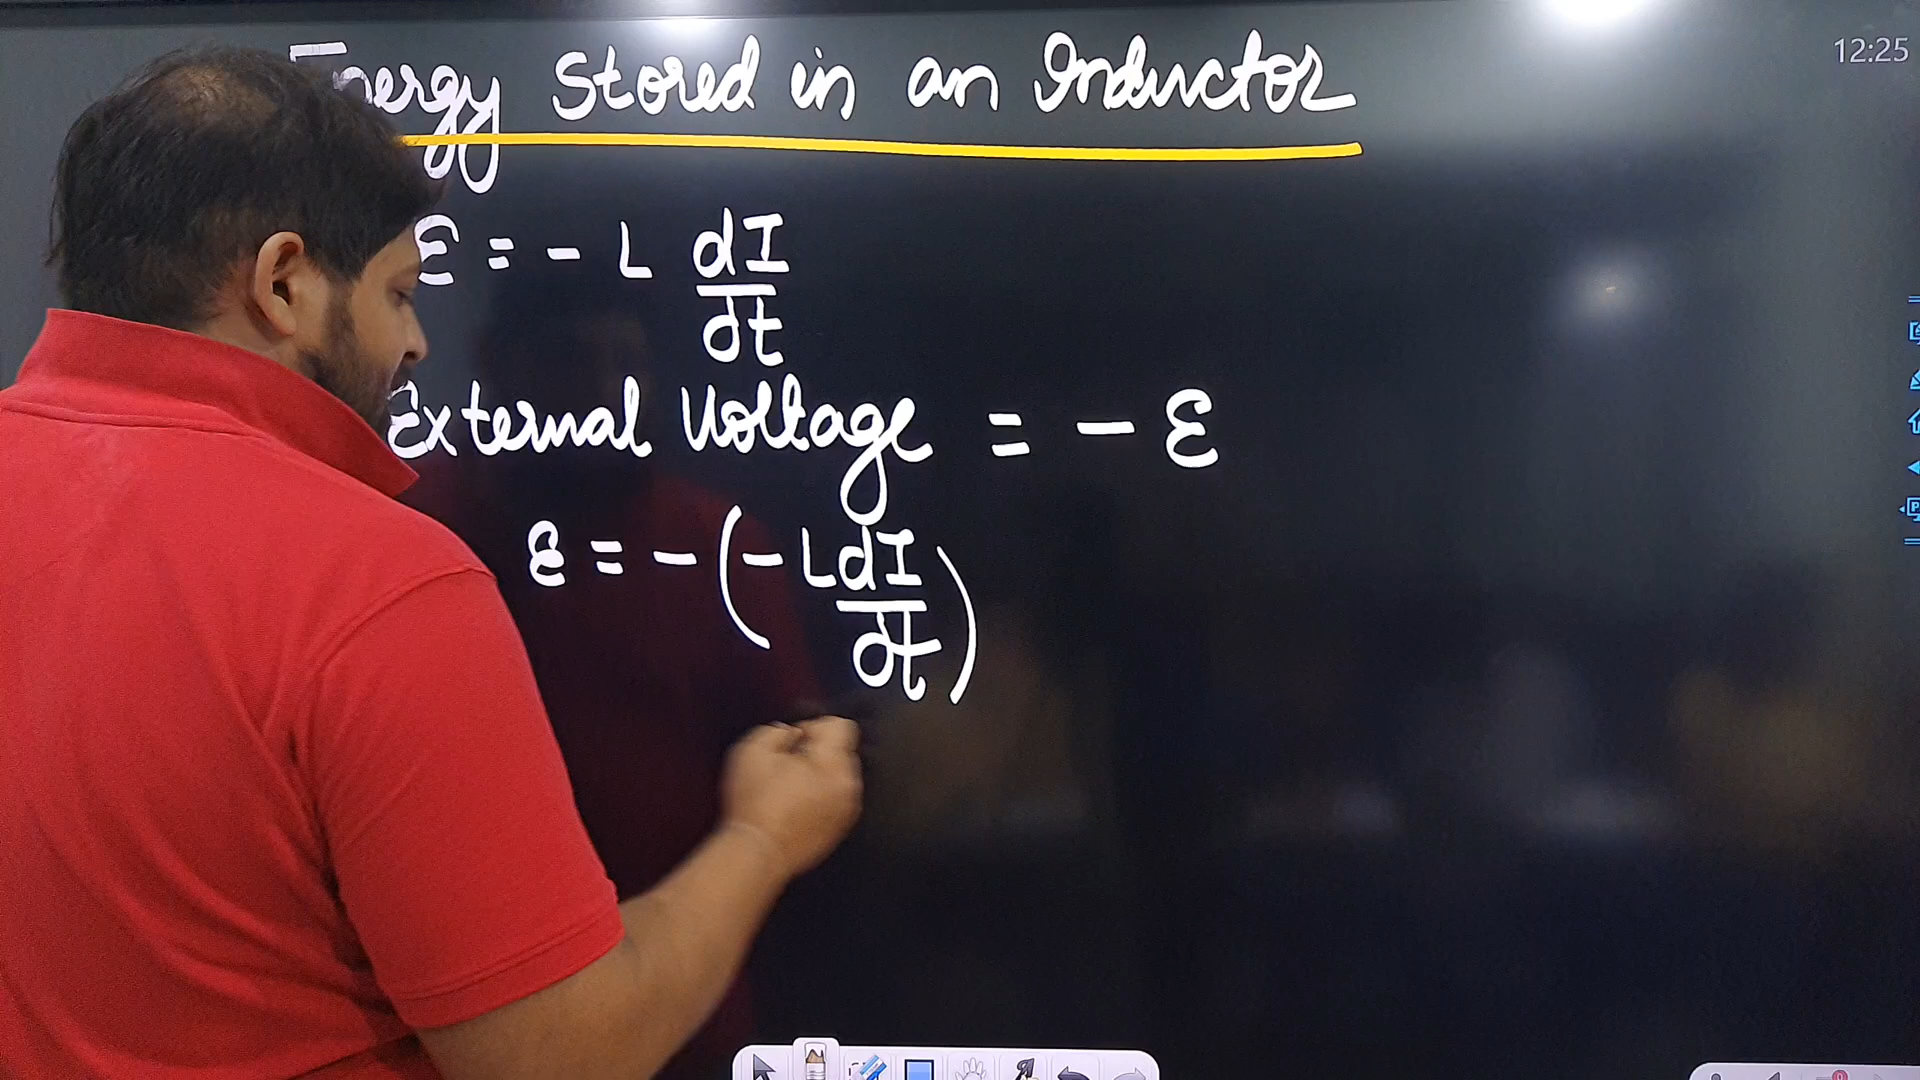 Energy Stored in an Inductor
12:25
ε = - L dI/dt
External Voltage = - ε
ε = - (- L dI/dt)